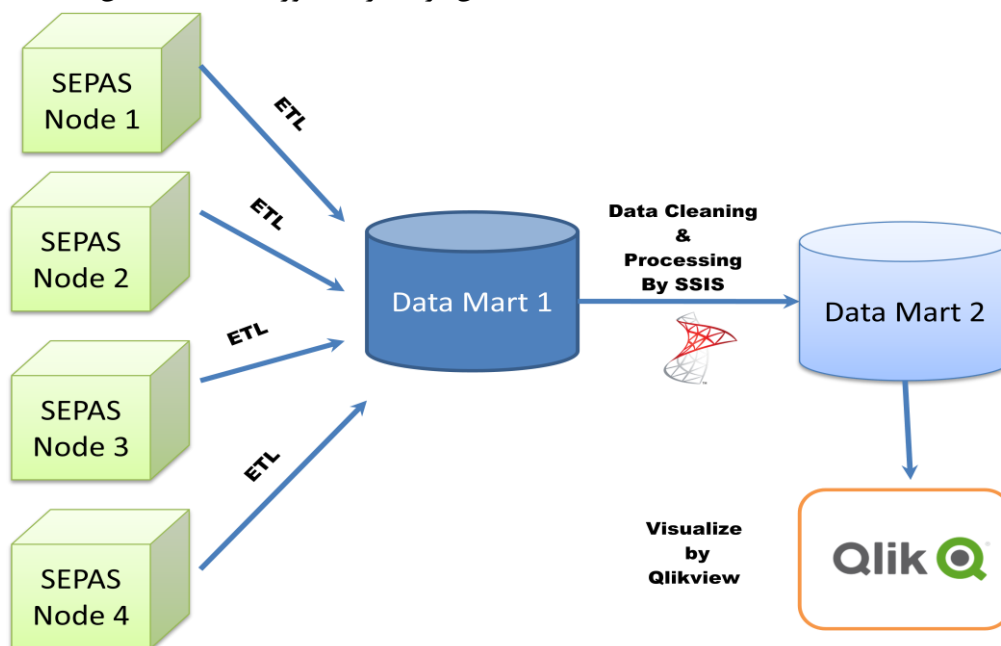 SEPAS
Node 1
ETL
SEPAS
Node 2
ETL
SEPAS
Node 3
ETL
SEPAS
Node 4
ETL
Data Mart 1
Data Cleaning
&
Processing
By SSIS
Data Mart 2
Visualize
by
Qlikview
Qlik